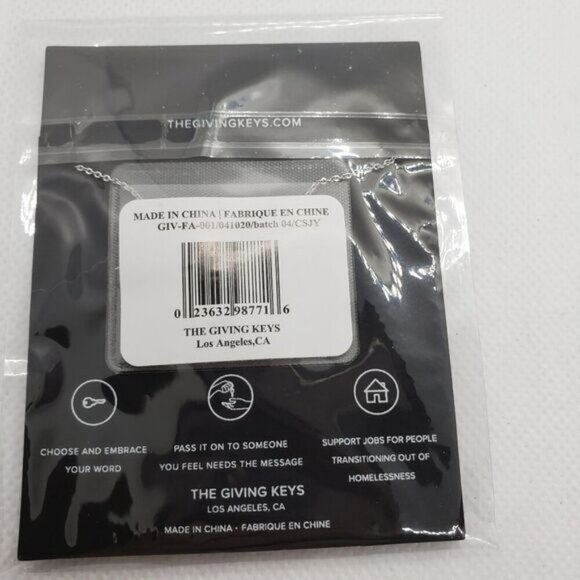 THEGIVINGKEYS.COM
MADE IN CHINA | FABRIQUE EN CHINE
GIV-FA-001/041020/batch 04/CSJY
0 23632 98771 6
THE GIVING KEYS
Los Angeles,CA
CHOOSE AND EMBRACE
YOUR WORD
PASS IT ON TO SOMEONE
YOU FEEL NEEDS THE MESSAGE
SUPPORT JOBS FOR PEOPLE
TRANSITIONING OUT OF
HOMELESSNESS
THE GIVING KEYS
LOS ANGELES, CA
MADE IN CHINA · FABRIQUE EN CHINE